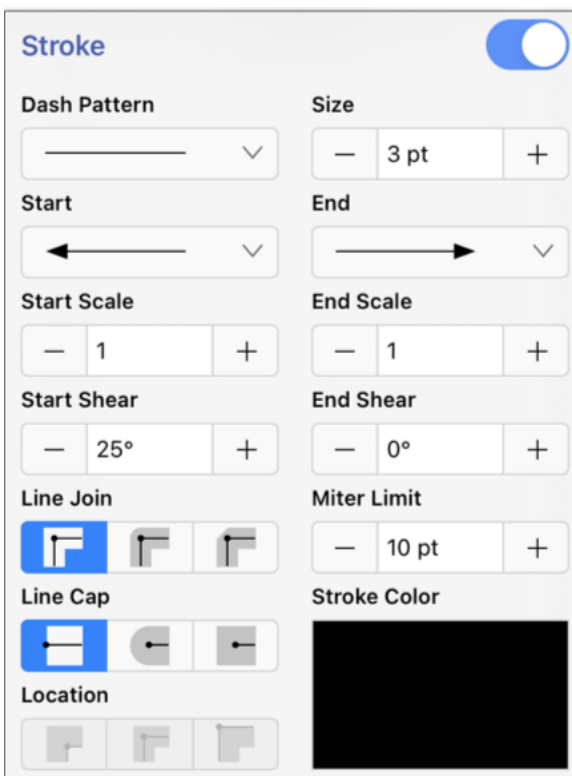 Stroke
Dash Pattern Size
3 pt
Start End
Start Scale End Scale
1 1
Start Shear End Shear
25° 0°
Line Join Miter Limit
10 pt
Line Cap Stroke Color
Location